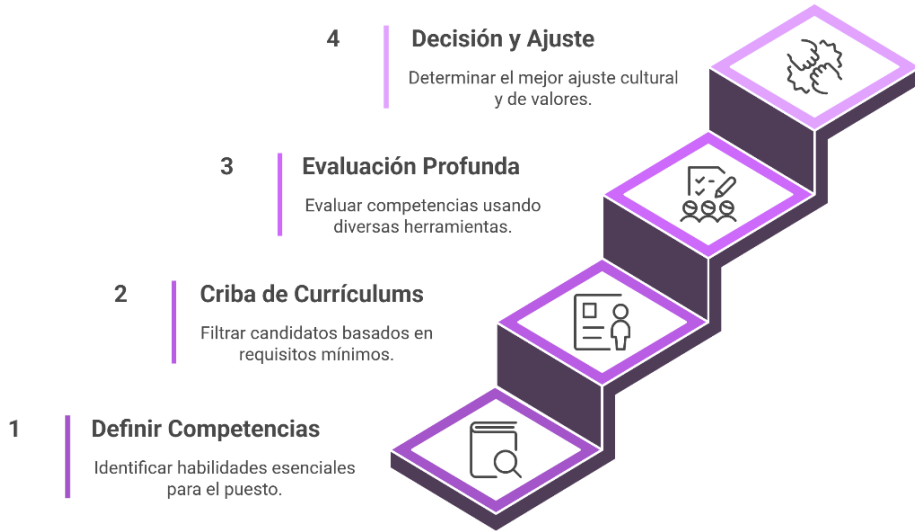 4
Decisión y Ajuste
Determinar el mejor ajuste cultural
y de valores.
3
Evaluación Profunda
Evaluar competencias usando
diversas herramientas.
2
Criba de Currículums
Filtrar candidatos basados en
requisitos mínimos.
1
Definir Competencias
Identificar habilidades esenciales
para el puesto.